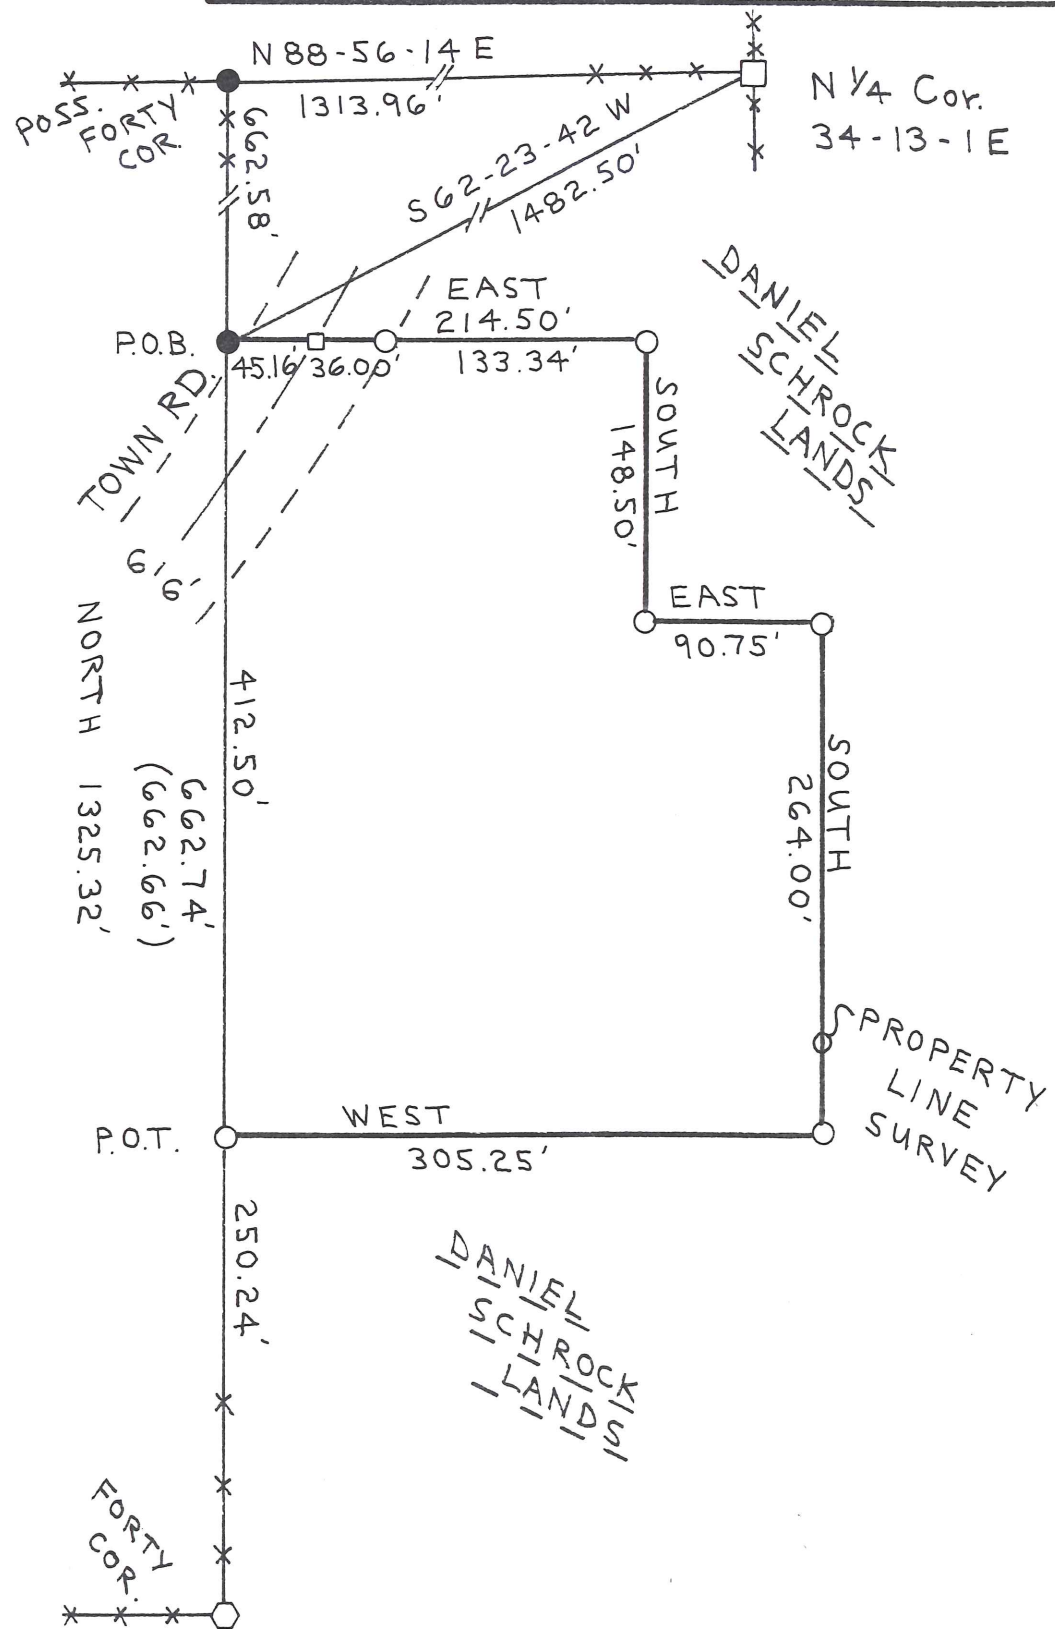 N 88-56-14 E
1313.96'
POSS.
FORTY
COR.
N 1/4 Cor.
34-13-1E
662.58'
S 62-23-42 W
1482.50'
DANIEL
SCHROCK
LANDS
P.O.B.
EAST
214.50'
45.16' 36.00' 133.34'
TOWN RD.
6'6'
SOUTH
148.50'
EAST
90.75'
NORTH 1325.32'
412.50'
662.74'
(662.66')
SOUTH
264.00'
PROPERTY
LINE
SURVEY
P.O.T.
WEST
305.25'
250.24'
DANIEL
SCHROCK
LANDS
FORTY
COR.